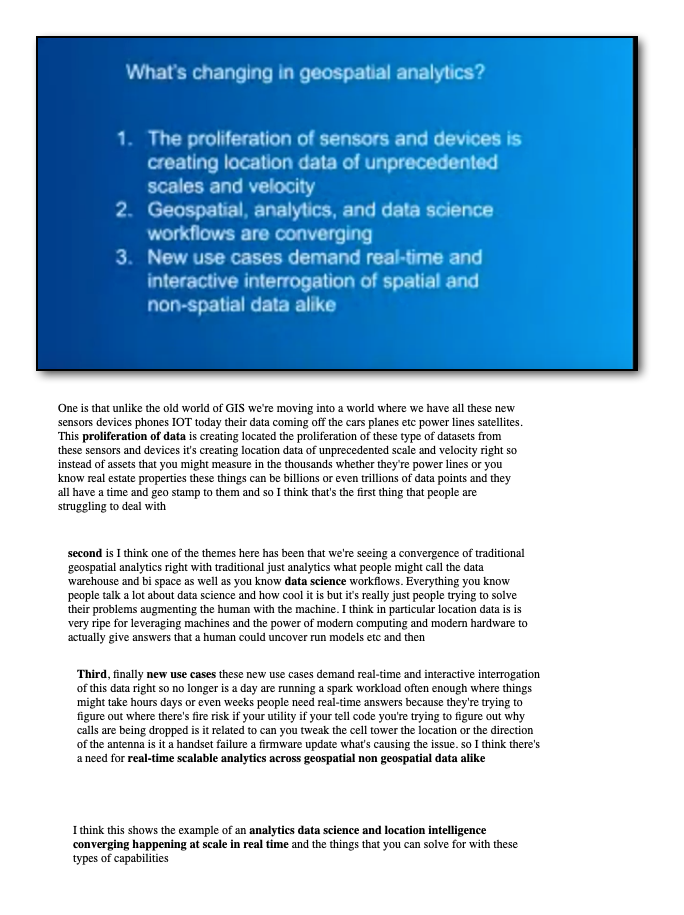 What's changing in geospatial analytics?
1. The proliferation of sensors and devices is
creating location data of unprecedented
scales and velocity
2. Geospatial, analytics, and data science
workflows are converging
3. New use cases demand real-time and
interactive interrogation of spatial and
non-spatial data alike
One is that unlike the old world of GIS we're moving into a world where we have all these new
sensors devices phones IOT today their data coming off the cars planes etc power lines satellites.
This proliferation of data is creating located the proliferation of these type of datasets from
these sensors and devices it's creating location data of unprecedented scale and velocity right so
instead of assets that you might measure in the thousands whether they're power lines or you
know real estate properties these things can be billions or even trillions of data points and they
all have a time and geo stamp to them and so I think that's the first thing that people are
struggling to deal with
second is I think one of the themes here has been that we're seeing a convergence of traditional
geospatial analytics right with traditional just analytics what people might call the data
warehouse and bi space as well as you know data science workflows. Everything you know
people talk a lot about data science and how cool it is but it's really just people trying to solve
their problems augmenting the human with the machine. I think in particular location data is is
very ripe for leveraging machines and the power of modern computing and modern hardware to
actually give answers that a human could uncover run models etc and then
Third, finally new use cases these new use cases demand real-time and interactive interrogation
of this data right so no longer is a day are running a spark workload often enough where things
might take hours days or even weeks people need real-time answers because they're trying to
figure out where there's fire risk if your utility if your tell code you're trying to figure out why
calls are being dropped is it related to can you tweak the cell tower the location or the direction
of the antenna is it a handset failure a firmware update what's causing the issue. so I think there's
a need for real-time scalable analytics across geospatial non geospatial data alike
I think this shows the example of an analytics data science and location intelligence
converging happening at scale in real time and the things that you can solve for with these
types of capabilities